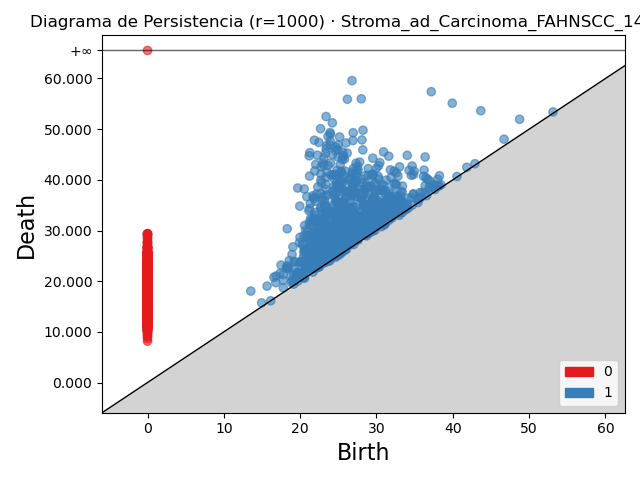 Diagrama de Persistencia (r=1000) · Stroma_ad_Carcinoma_FAHNSCC_14
+∞
60.000
50.000
40.000
30.000
20.000
10.000
0.000
Death
0
1
0 10 20 30 40 50 60
Birth